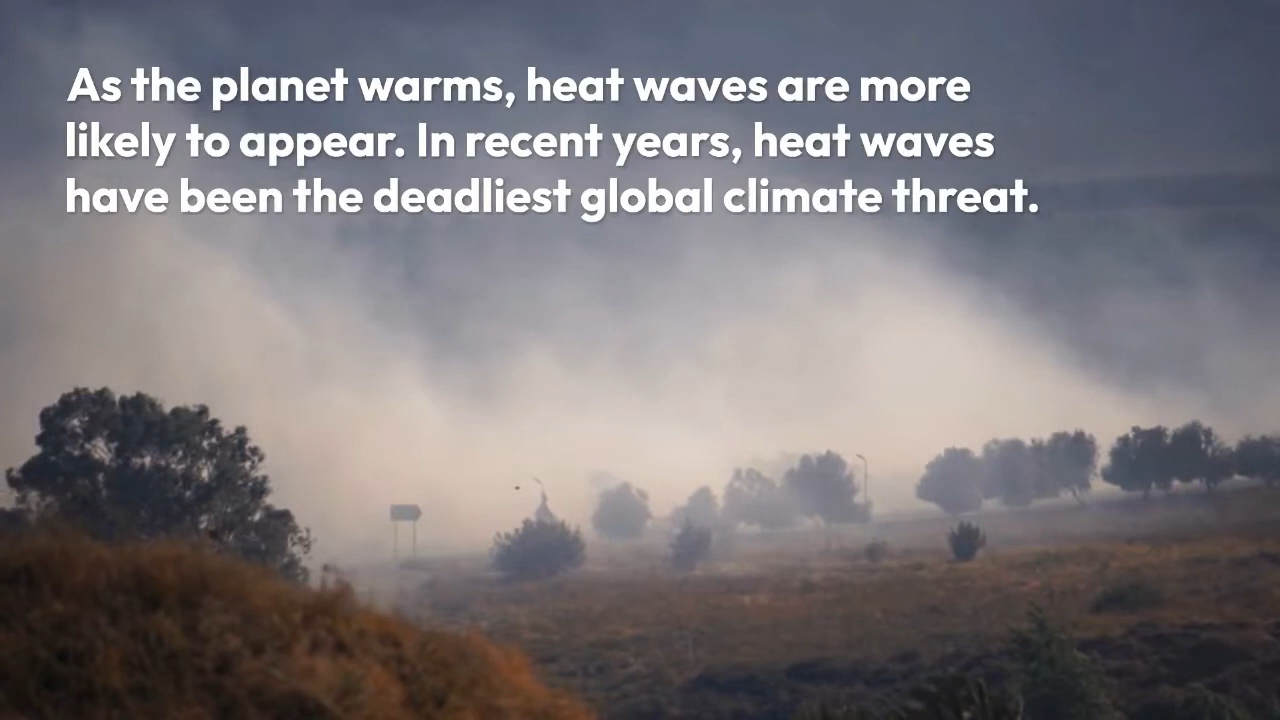 As the planet warms, heat waves are more
likely to appear. In recent years, heat waves
have been the deadliest global climate threat.